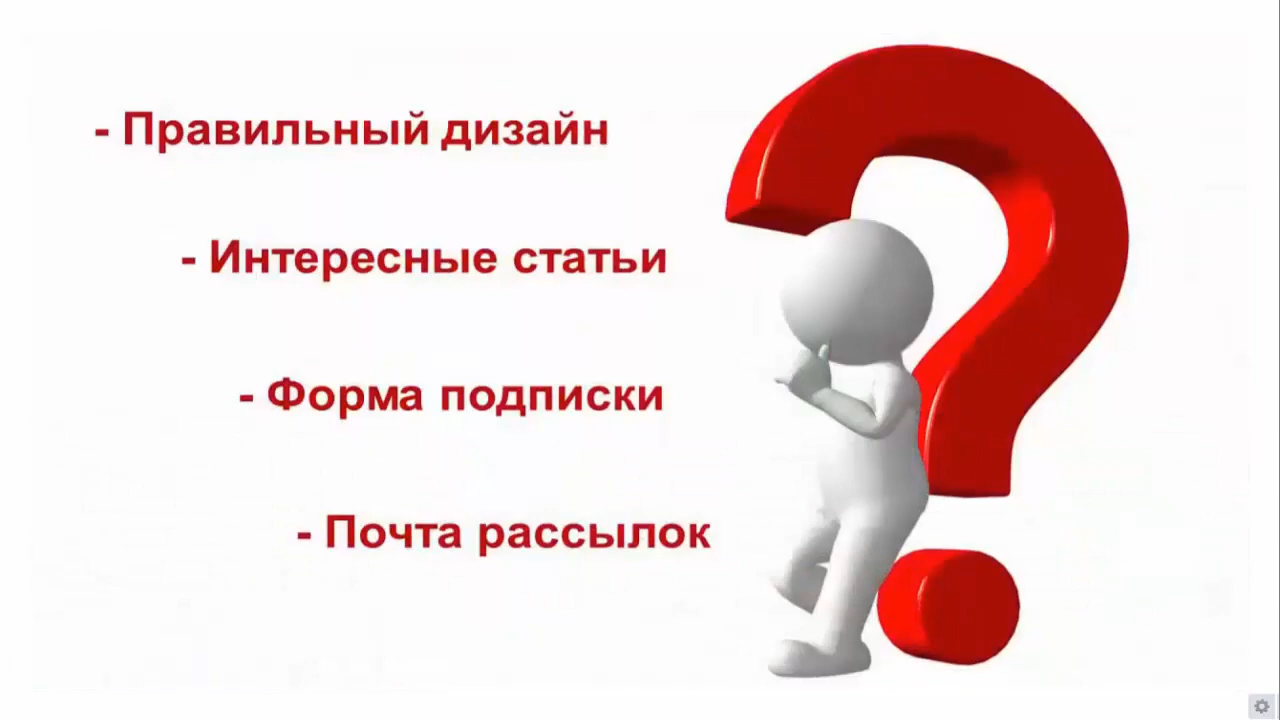 - Правильный дизайн
- Интересные статьи
- Форма подписки
- Почта рассылок